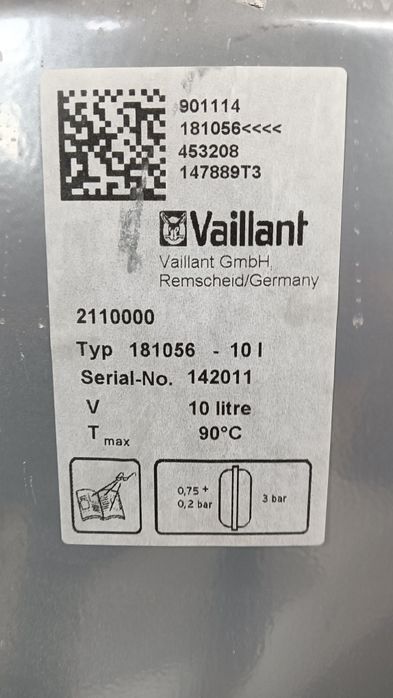 901114
181056<<<<
453208
147889T3
Vaillant
Vaillant GmbH
Remscheid/Germany
2110000
Typ 181056 - 10 l
Serial-No. 142011
V 10 litre
T max 90°C
0,75 +
0,2 bar
3 bar